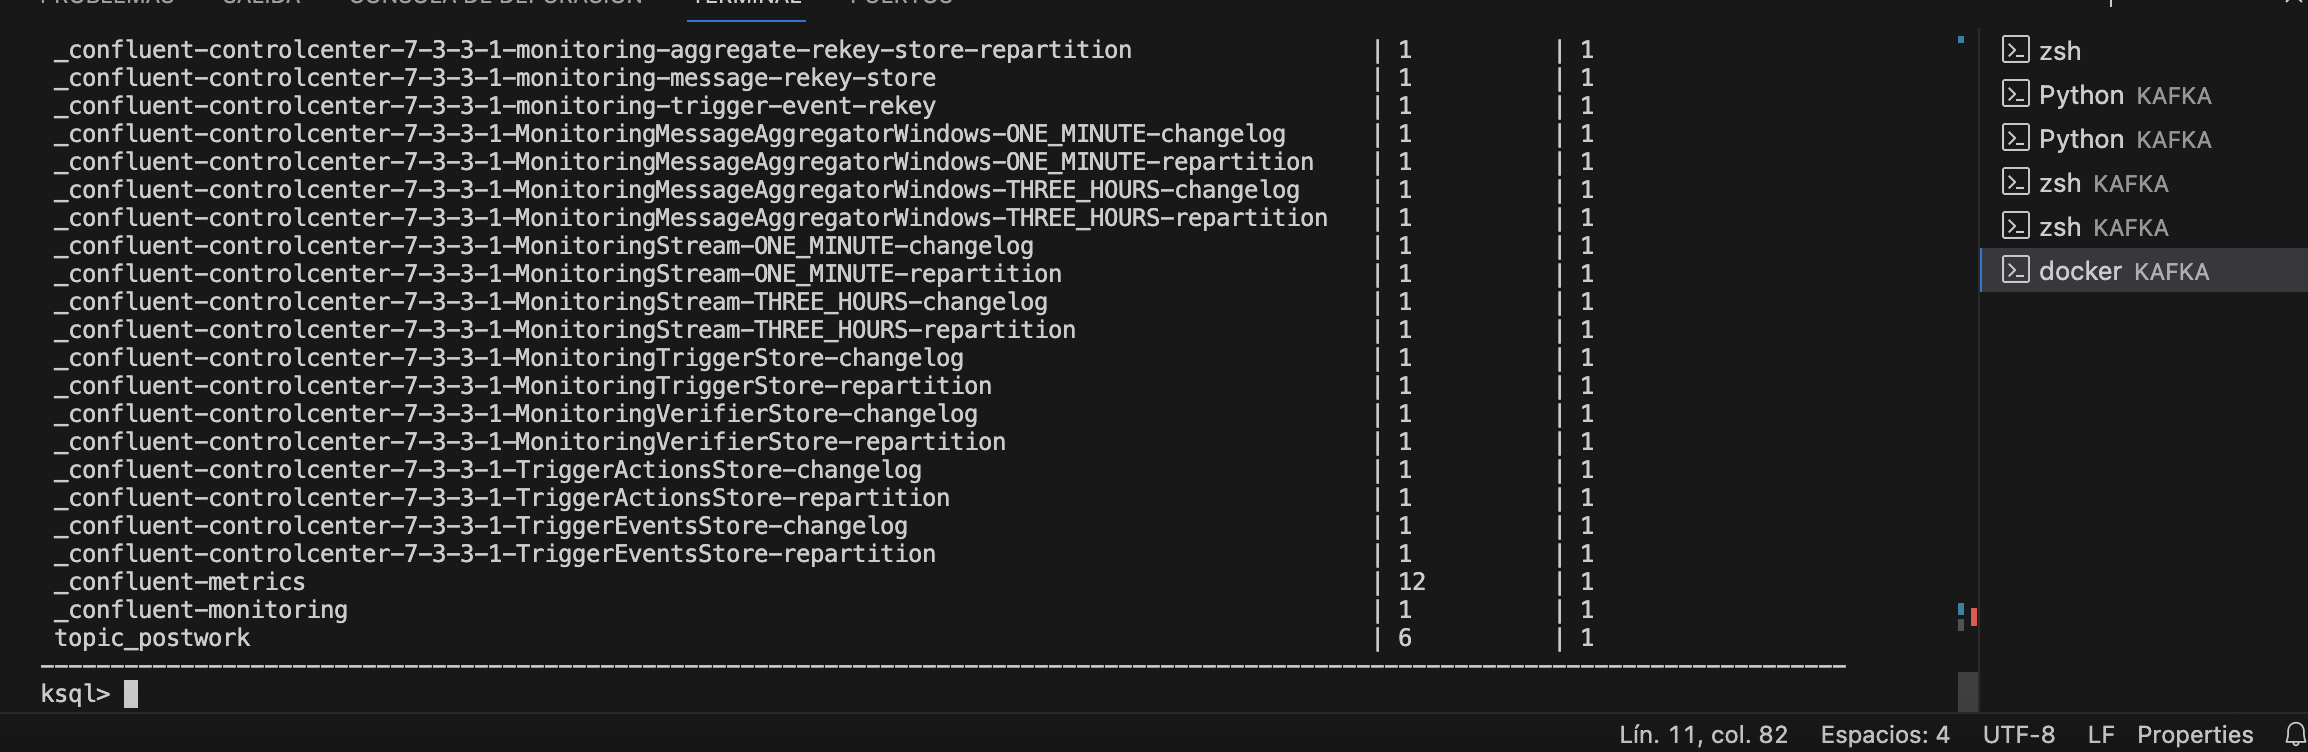 PROBLEMAS SALIDA CONSOLA DE DEPURACIÓN TERMINAL PUERTOS
_confluent-controlcenter-7-3-3-1-monitoring-aggregate-rekey-store-repartition | 1 | 1
_confluent-controlcenter-7-3-3-1-monitoring-message-rekey-store | 1 | 1
_confluent-controlcenter-7-3-3-1-monitoring-trigger-event-rekey | 1 | 1
_confluent-controlcenter-7-3-3-1-MonitoringMessageAggregatorWindows-ONE_MINUTE-changelog | 1 | 1
_confluent-controlcenter-7-3-3-1-MonitoringMessageAggregatorWindows-ONE_MINUTE-repartition | 1 | 1
_confluent-controlcenter-7-3-3-1-MonitoringMessageAggregatorWindows-THREE_HOURS-changelog | 1 | 1
_confluent-controlcenter-7-3-3-1-MonitoringMessageAggregatorWindows-THREE_HOURS-repartition | 1 | 1
_confluent-controlcenter-7-3-3-1-MonitoringStream-ONE_MINUTE-changelog | 1 | 1
_confluent-controlcenter-7-3-3-1-MonitoringStream-ONE_MINUTE-repartition | 1 | 1
_confluent-controlcenter-7-3-3-1-MonitoringStream-THREE_HOURS-changelog | 1 | 1
_confluent-controlcenter-7-3-3-1-MonitoringStream-THREE_HOURS-repartition | 1 | 1
_confluent-controlcenter-7-3-3-1-MonitoringTriggerStore-changelog | 1 | 1
_confluent-controlcenter-7-3-3-1-MonitoringTriggerStore-repartition | 1 | 1
_confluent-controlcenter-7-3-3-1-MonitoringVerifierStore-changelog | 1 | 1
_confluent-controlcenter-7-3-3-1-MonitoringVerifierStore-repartition | 1 | 1
_confluent-controlcenter-7-3-3-1-TriggerActionsStore-changelog | 1 | 1
_confluent-controlcenter-7-3-3-1-TriggerActionsStore-repartition | 1 | 1
_confluent-controlcenter-7-3-3-1-TriggerEventsStore-changelog | 1 | 1
_confluent-controlcenter-7-3-3-1-TriggerEventsStore-repartition | 1 | 1
_confluent-metrics | 12 | 1
_confluent-monitoring | 1 | 1
topic_postwork | 6 | 1
ksql>
zsh
Python KAFKA
Python KAFKA
zsh KAFKA
zsh KAFKA
docker KAFKA
Lín. 11, col. 82 Espacios: 4 UTF-8 LF Properties